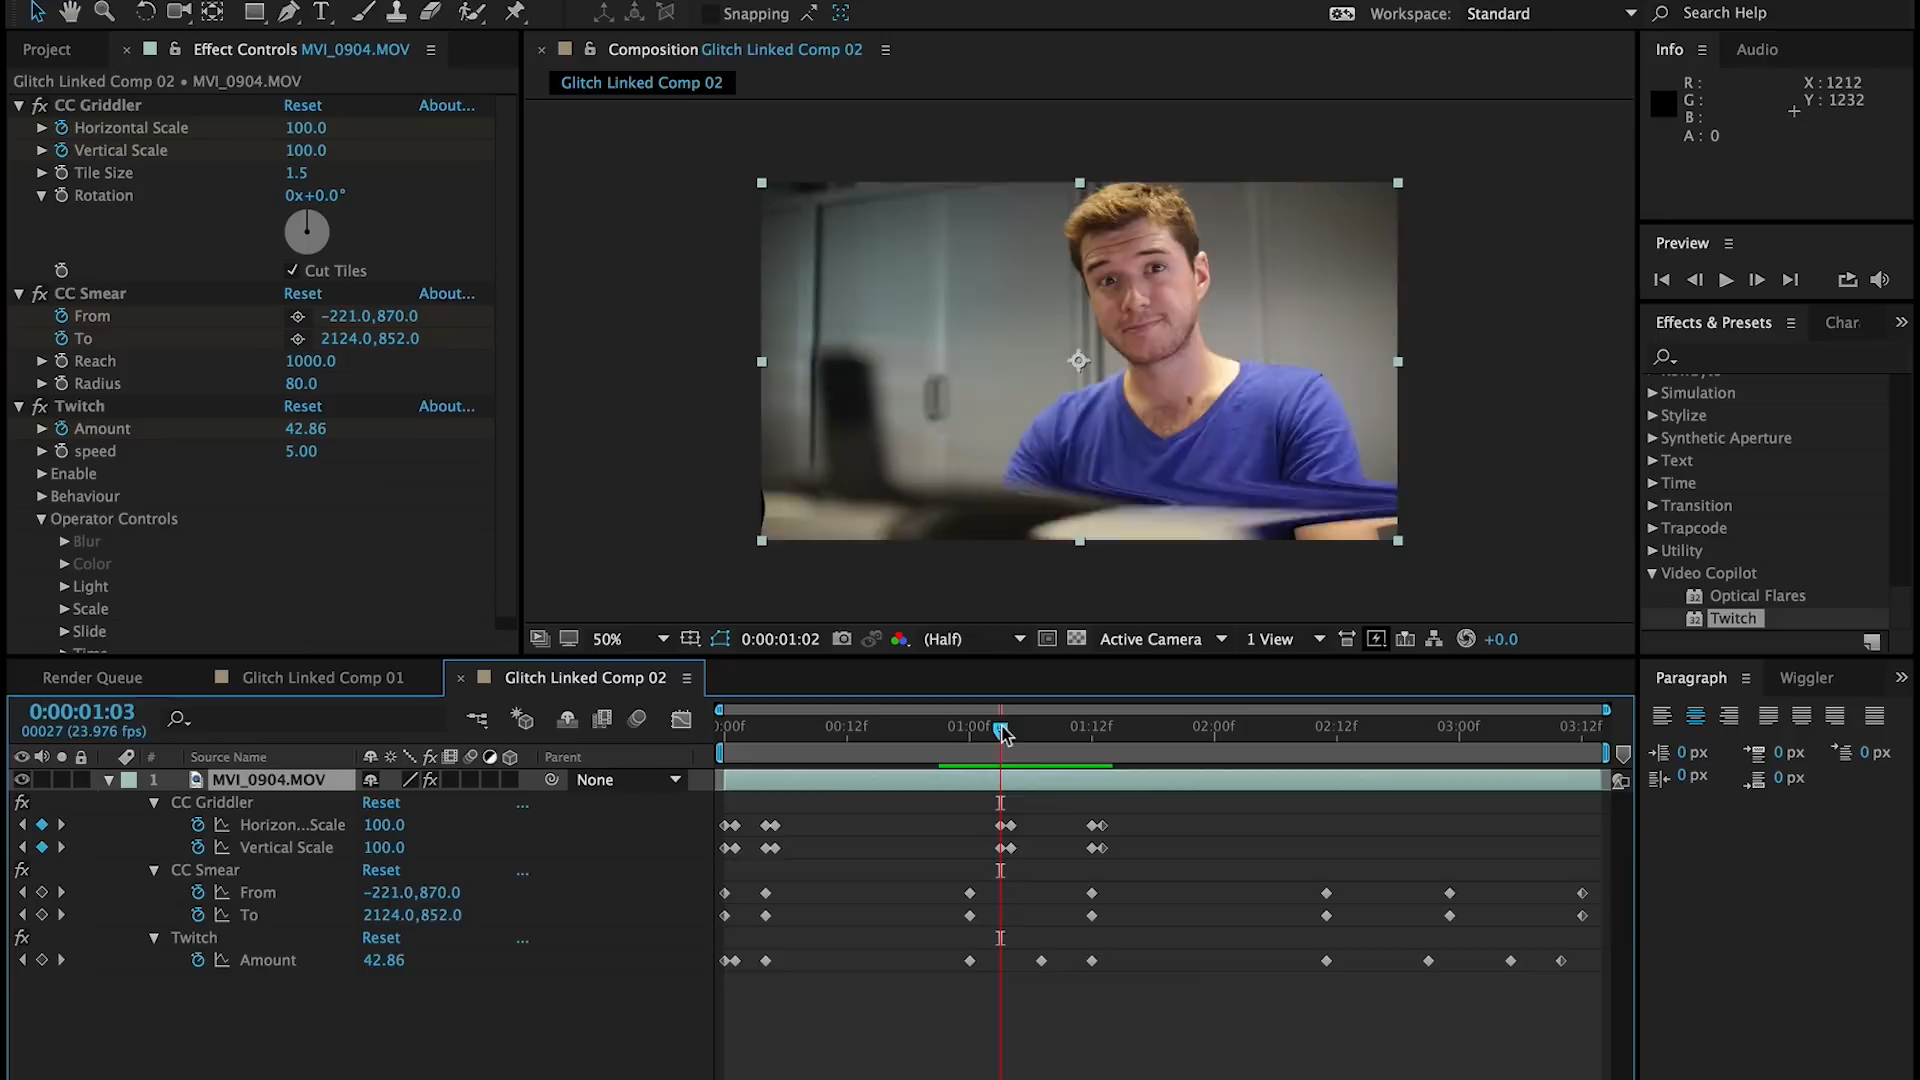 Snapping
Workspace: Standard
Search Help
Project
Effect Controls MVI_0904.MOV
Glitch Linked Comp 02 • MVI_0904.MOV
CC Griddler Reset About...
Horizontal Scale 100.0
Vertical Scale 100.0
Tile Size 1.5
Rotation 0x+0.0°
Cut Tiles
CC Smear Reset About...
From -221.0,870.0
To 2124.0,852.0
Reach 1000.0
Radius 80.0
Twitch Reset About...
Amount 42.86
speed 5.00
Enable
Behaviour
Operator Controls
Blur
Color
Light
Scale
Slide
Composition Glitch Linked Comp 02
Glitch Linked Comp 02
50% 0:00:01:02 (Half) Active Camera 1 View +0.0
Info Audio
R: X: 1212
G: Y: 1232
B:
A: 0
Preview
Effects & Presets Char
Simulation
Stylize
Synthetic Aperture
Text
Time
Transition
Trapcode
Utility
Video Copilot
32 Optical Flares
32 Twitch
Render Queue Glitch Linked Comp 01 Glitch Linked Comp 02
0:00:01:03
00027 (23.976 fps)
):00f 00:12f 01:00f 01:12f 02:00f 02:12f 03:00f 03:12f
# Source Name fx Parent
1 MVI_0904.MOV fx None
fx CC Griddler Reset ...
Horizon...Scale 100.0
Vertical Scale 100.0
fx CC Smear Reset ...
From -221.0,870.0
To 2124.0,852.0
fx Twitch Reset ...
Amount 42.86
Paragraph Wiggler
0 px 0 px 0 px
0 px 0 px